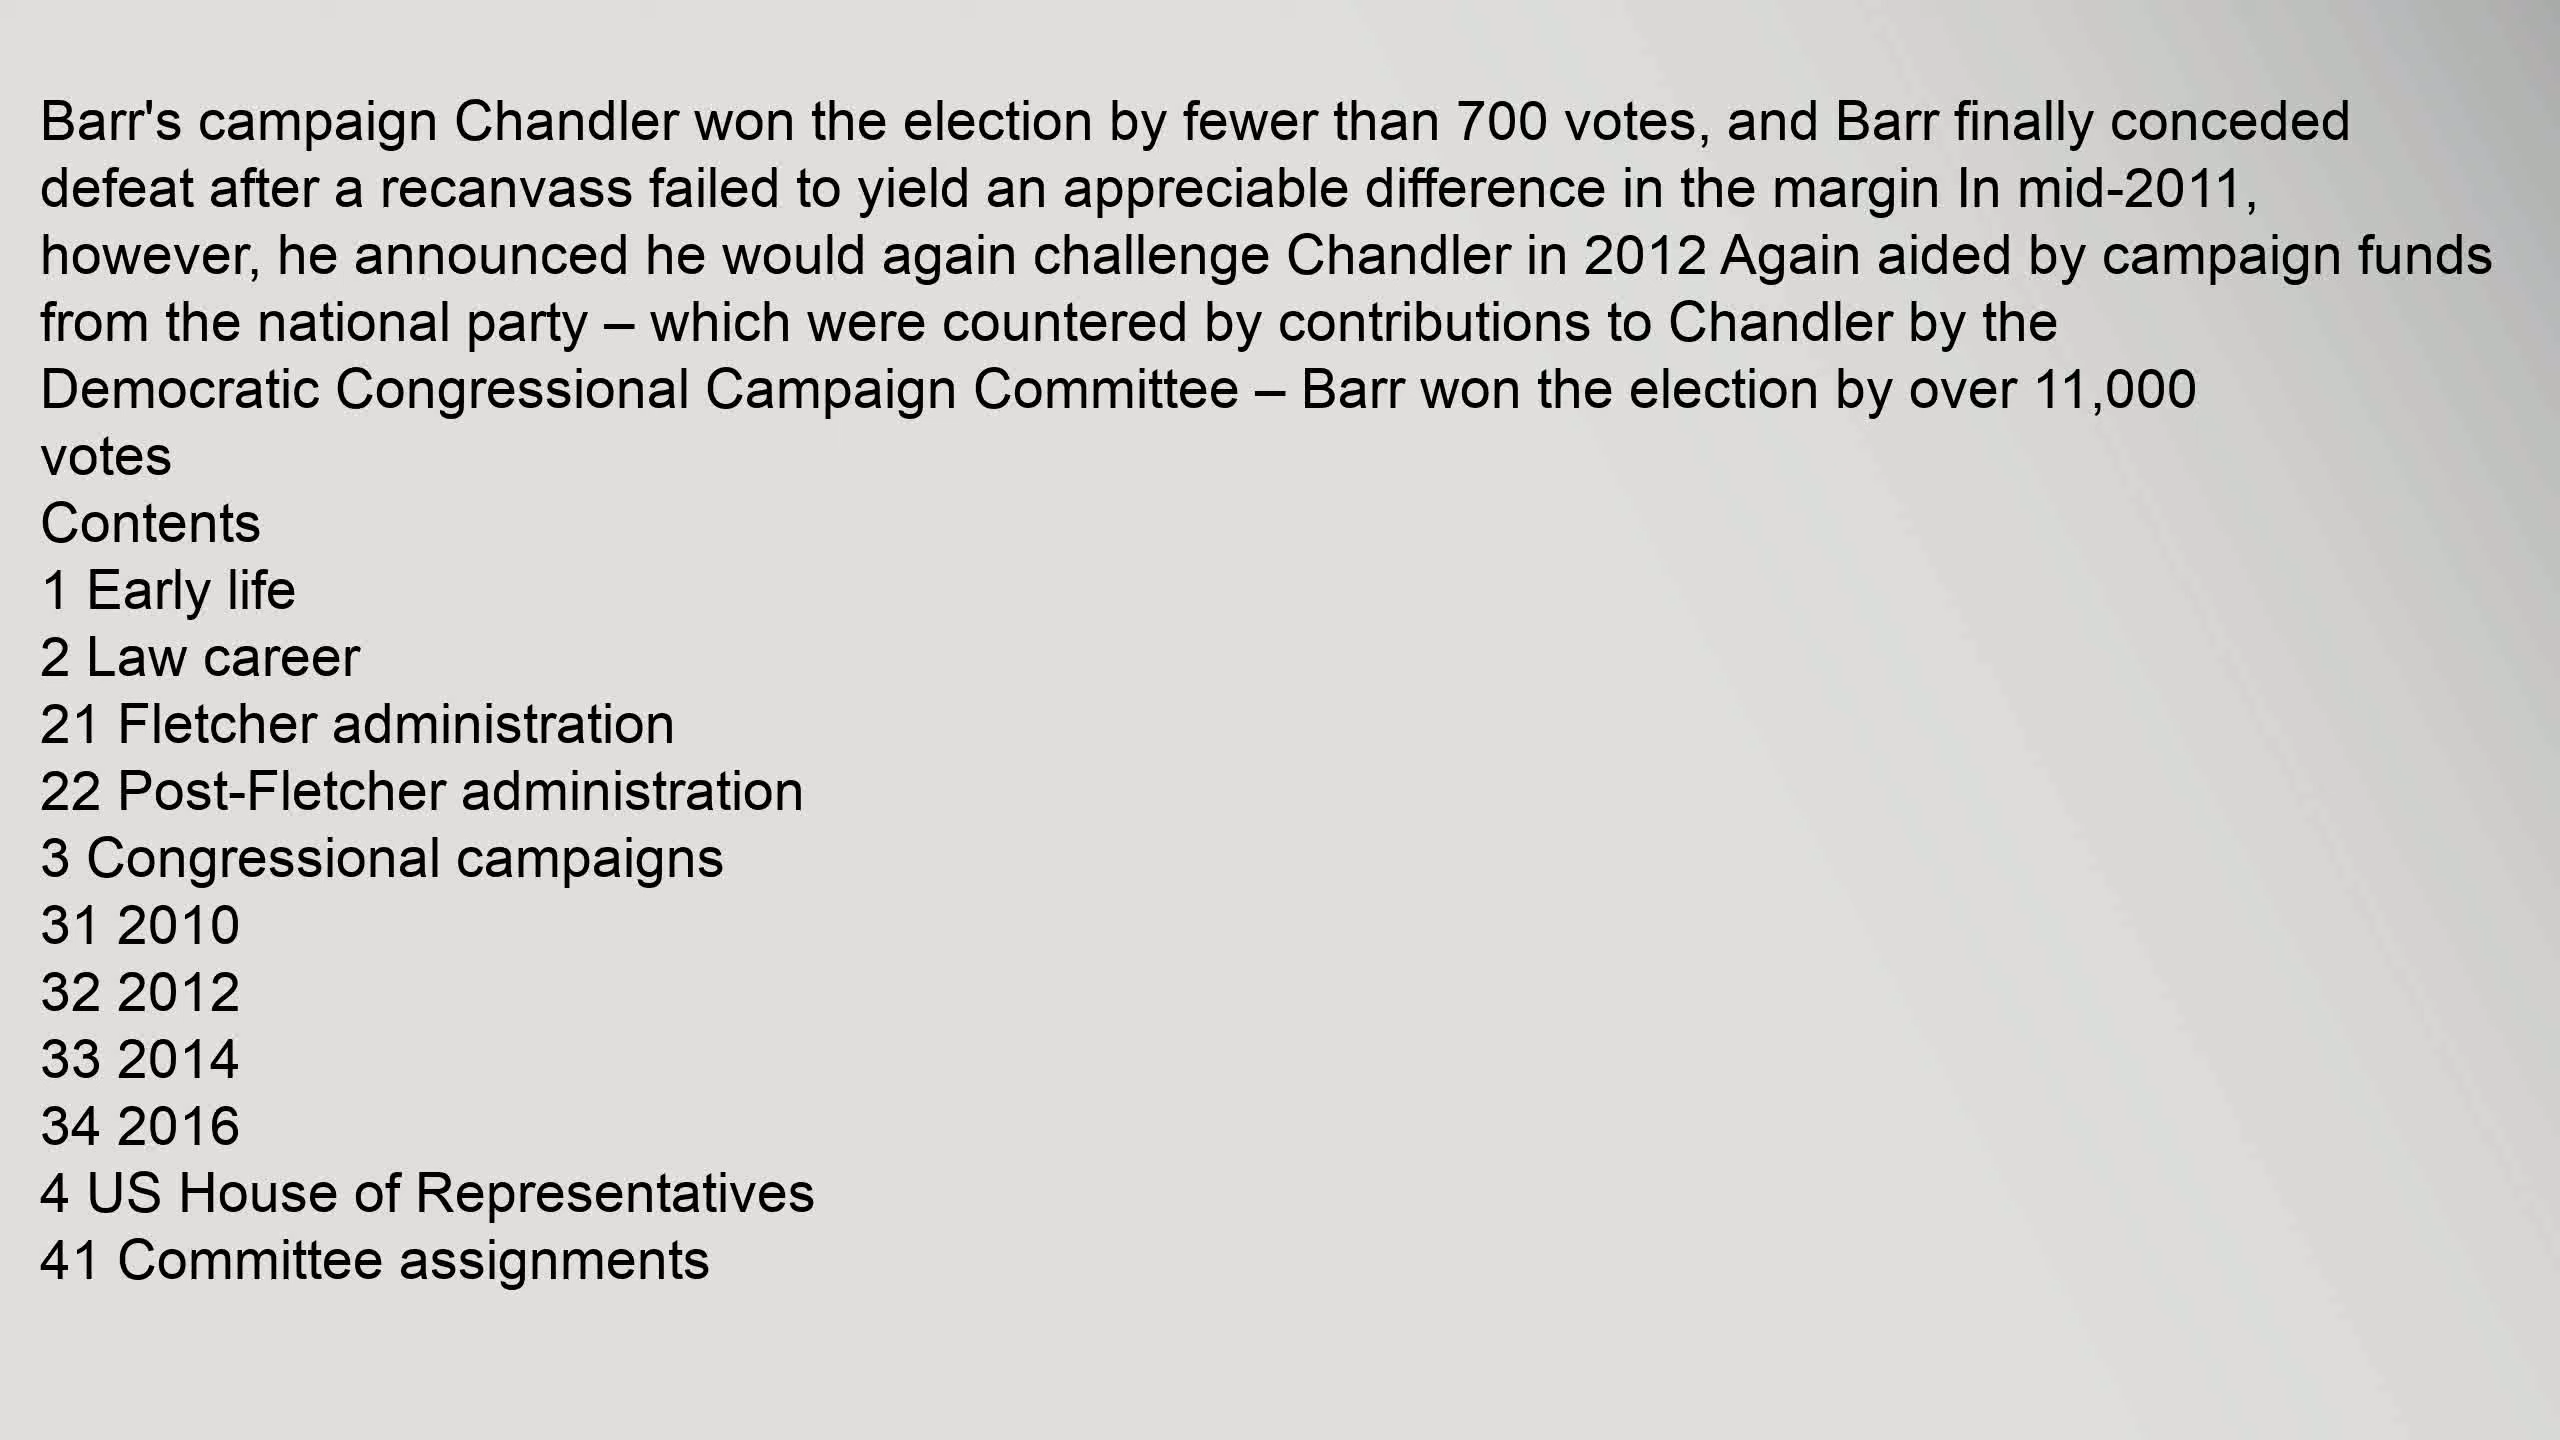 Barr's campaign Chandler won the election by fewer than 700 votes, and Barr finally conceded
defeat after a recanvass failed to yield an appreciable difference in the margin In mid-2011,
however, he announced he would again challenge Chandler in 2012 Again aided by campaign funds
from the national party – which were countered by contributions to Chandler by the
Democratic Congressional Campaign Committee – Barr won the election by over 11,000
votes
Contents
1 Early life
2 Law career
21 Fletcher administration
22 Post-Fletcher administration
3 Congressional campaigns
31 2010
32 2012
33 2014
34 2016
4 US House of Representatives
41 Committee assignments